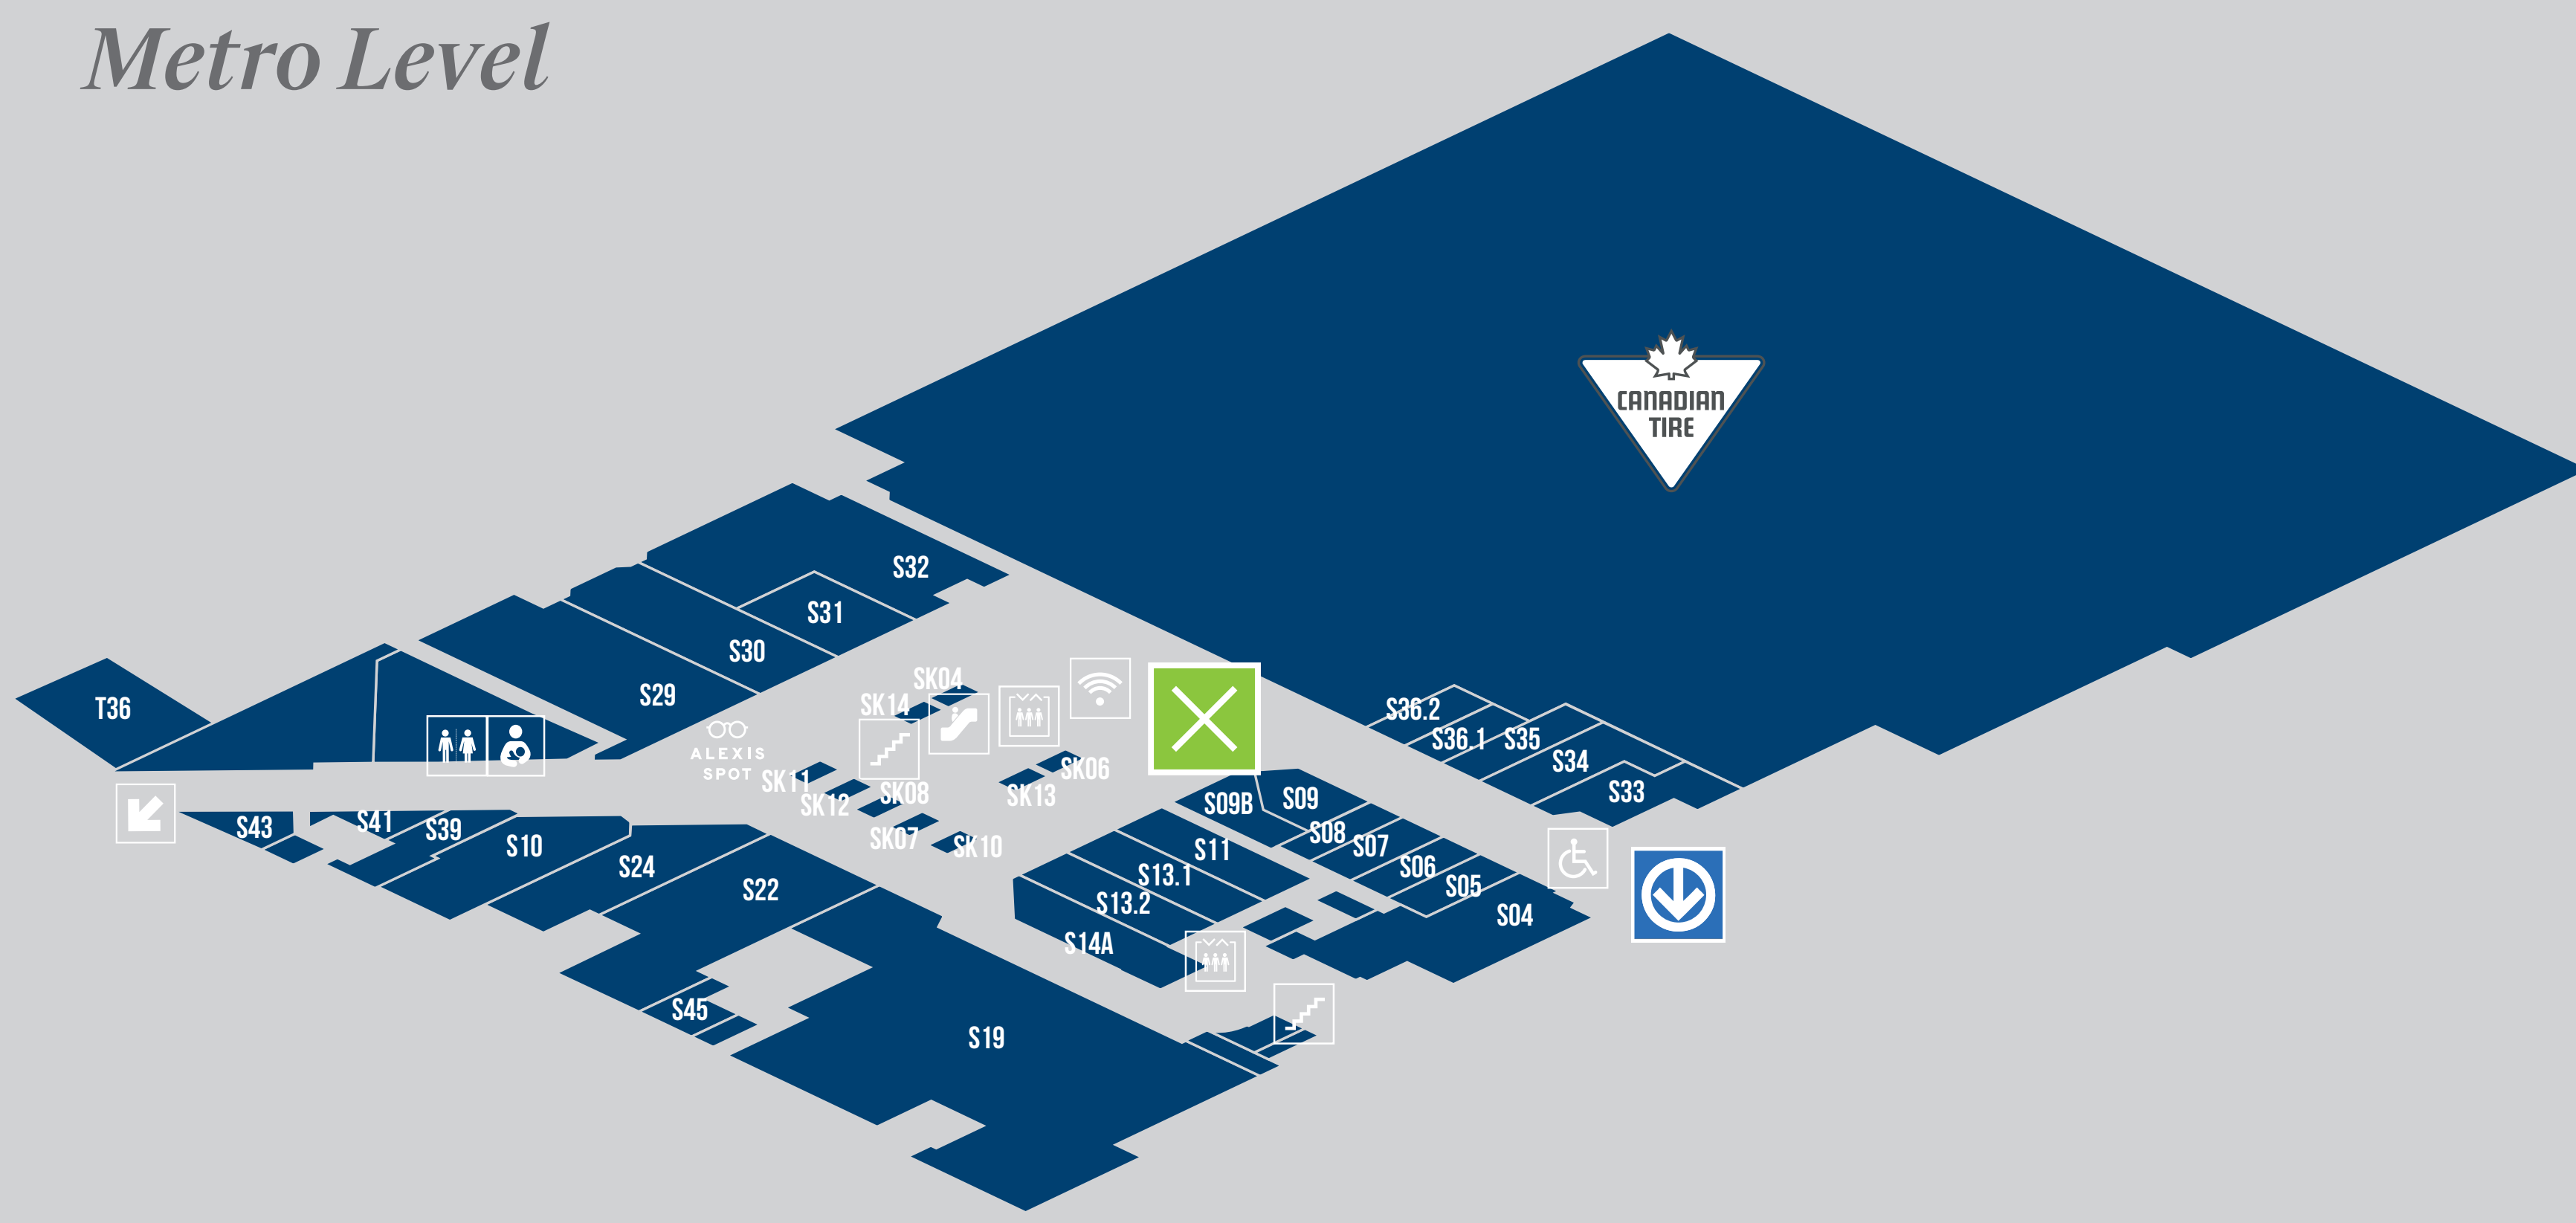 Metro Level
CANADIAN
TIRE
S32
S31
S30
S29
SK04
SK14
T36
ALEXIS
SPOT
SK11
SK12
SK08
SK07
SK10
SK06
SK13
S36.2
S36.1
S35
S34
S33
S09B
S09
S08
S07
S06
S05
S04
S11
S13.1
S13.2
S14A
S43
S41
S39
S10
S24
S22
S45
S19